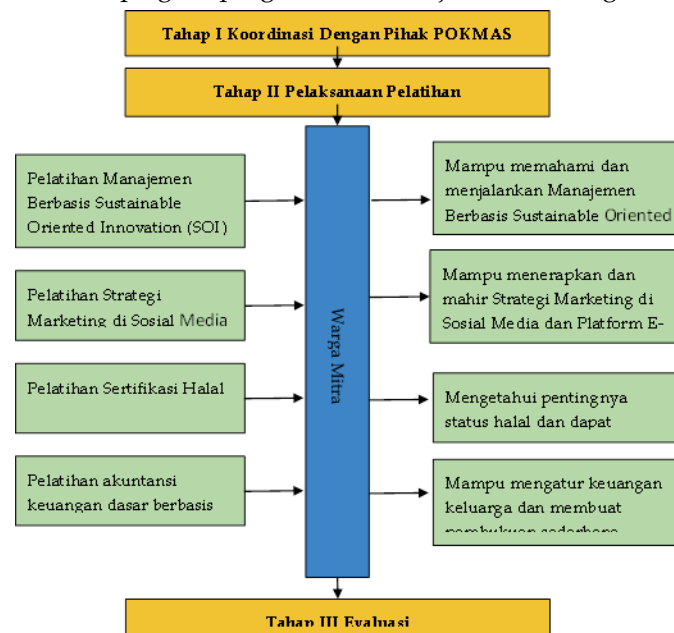 Tahap I Koordinasi Dengan Pihak POKMAS
Tahap II Pelaksanaan Pelatihan
Pelatihan Manajemen
Berbasis Sustainable
Oriented Innovation (SOI)
Mampu memahami dan
menjalankan Manajemen
Berbasis Sustainable Oriented
Pelatihan Strategi
Marketing di Sosial Media
Mampu menerapkan dan
mahir Strategi Marketing di
Sosial Media dan Platform E-
Warga Mitra
Pelatihan Sertifikasi Halal
Mengetahui pentingnya
status halal dan dapat
Pelatihan akuntansi
keuangan dasar berbasis
Mampu mengatur keuangan
keluarga dan membuat
pembukuan sederhana
Tahap III Evaluasi